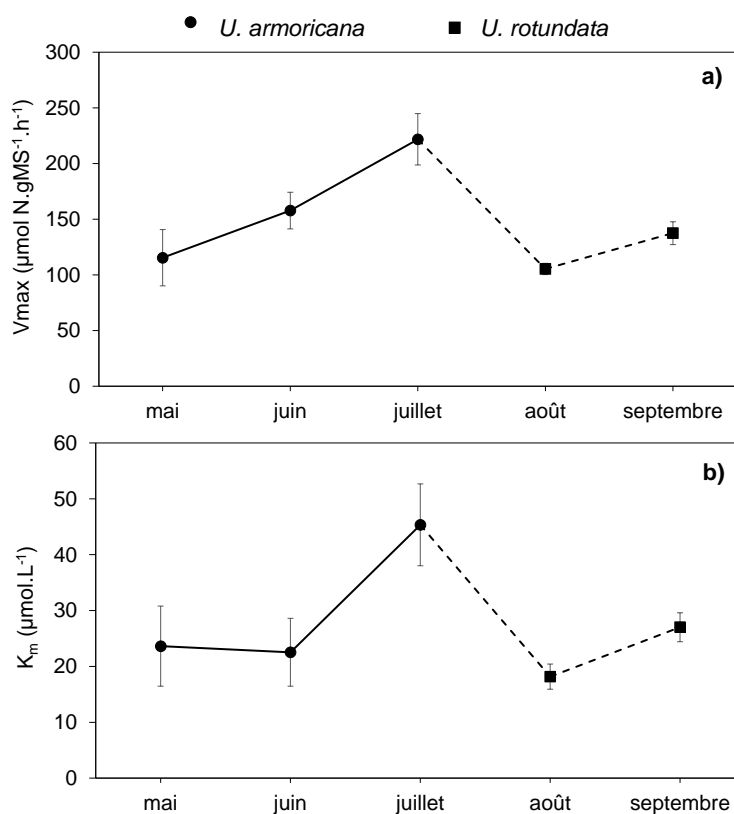 U. armoricana U. rotundata
a)
300
250
200
150
100
50
0
Vmax (µmol N.gMS⁻¹.h⁻¹)
mai juin juillet août septembre
b)
60
50
40
30
20
10
0
Kₘ (µmol.L⁻¹)
mai juin juillet août septembre